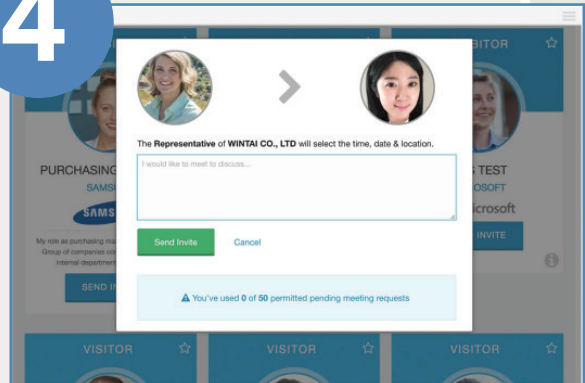 4
VISITOR
The Representative of WINTAI CO., LTD will select the time, date & location.
I would like to meet to discuss...
PURCHASING
SAMS
SAMS
My role as purchasing
Group of companies
Internal department
SEND IN
TEST
OSOFT
icrosoft
INVITE
Send Invite
Cancel
You've used 0 of 50 permitted pending meeting requests
VISITOR
VISITOR
VISITOR